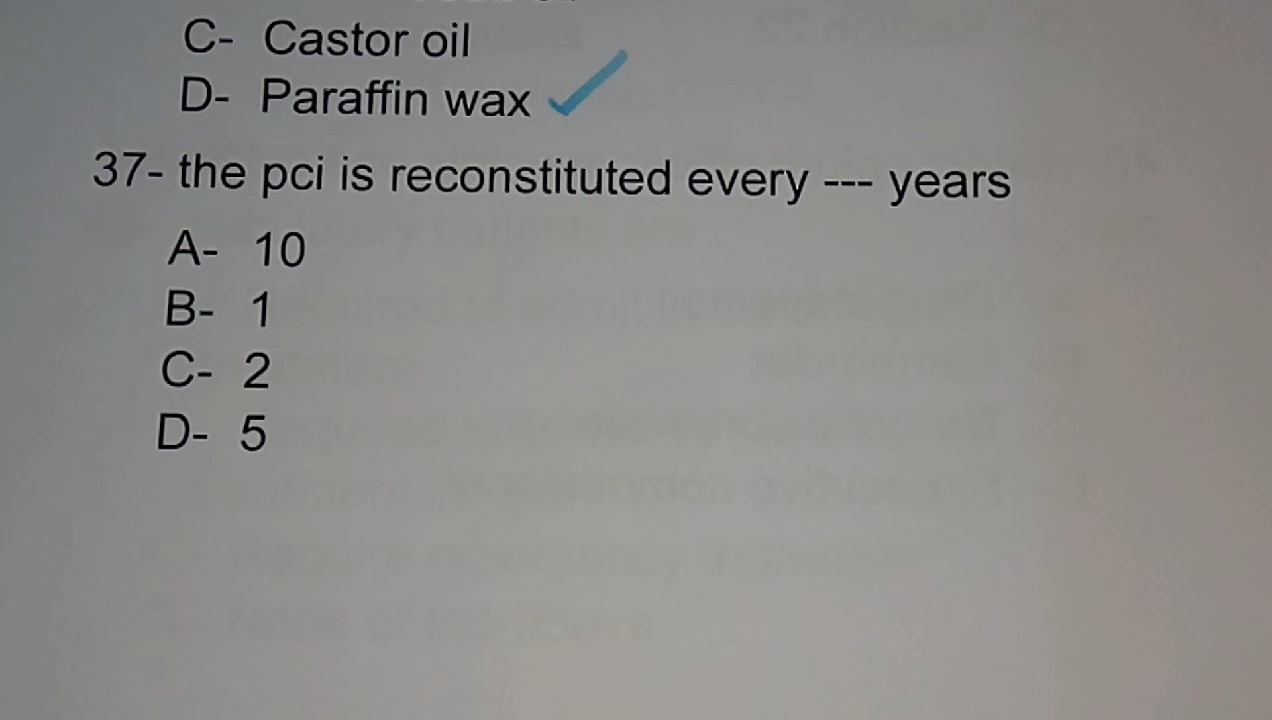 C- Castor oil
D- Paraffin wax
37- the pci is reconstituted every --- years
A- 10
B- 1
C- 2
D- 5